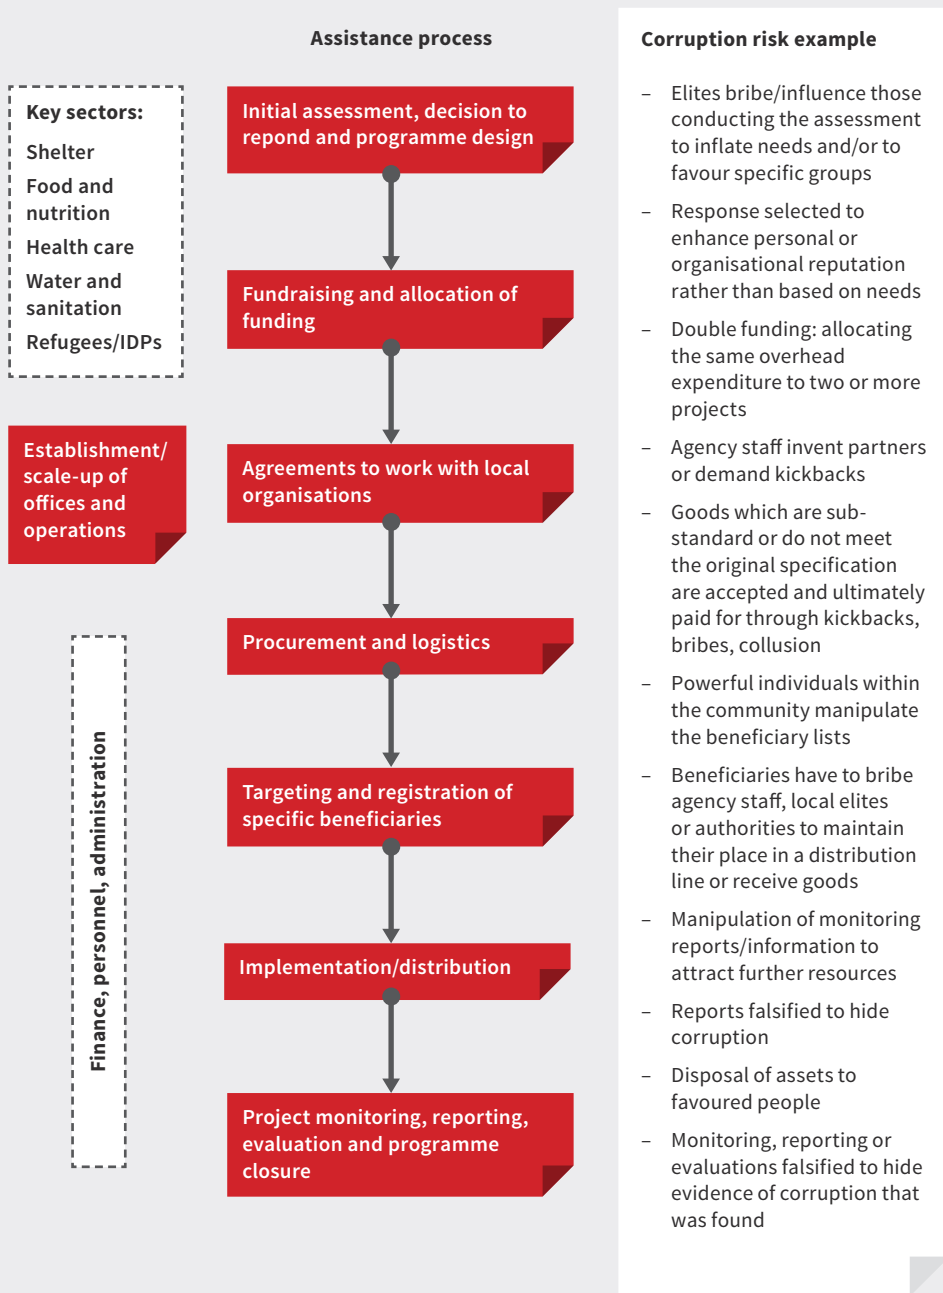 Assistance process
Key sectors:
Shelter
Food and
nutrition
Health care
Water and
sanitation
Refugees/IDPs
Establishment/
scale-up of
offices and
operations
Finance, personnel, administration
Initial assessment, decision to
repond and programme design
Fundraising and allocation of
funding
Agreements to work with local
organisations
Procurement and logistics
Targeting and registration of
specific beneficiaries
Implementation/distribution
Project monitoring, reporting,
evaluation and programme
closure
Corruption risk example
– Elites bribe/influence those
conducting the assessment
to inflate needs and/or to
favour specific groups
– Response selected to
enhance personal or
organisational reputation
rather than based on needs
– Double funding: allocating
the same overhead
expenditure to two or more
projects
– Agency staff invent partners
or demand kickbacks
– Goods which are sub-
standard or do not meet
the original specification
are accepted and ultimately
paid for through kickbacks,
bribes, collusion
– Powerful individuals within
the community manipulate
the beneficiary lists
– Beneficiaries have to bribe
agency staff, local elites
or authorities to maintain
their place in a distribution
line or receive goods
– Manipulation of monitoring
reports/information to
attract further resources
– Reports falsified to hide
corruption
– Disposal of assets to
favoured people
– Monitoring, reporting or
evaluations falsified to hide
evidence of corruption that
was found